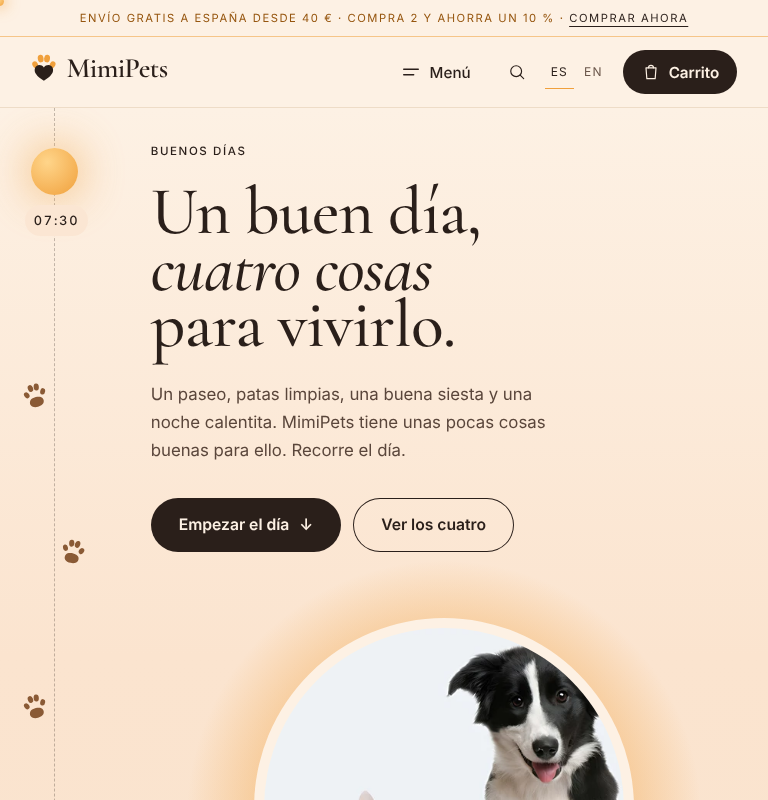 ENVÍO GRATIS A ESPAÑA DESDE 40 € · COMPRA 2 Y AHORRA UN 10 % · COMPRAR AHORA
MimiPets
Menú
ES
EN
Carrito
BUENOS DÍAS
07:30
Un buen día,
cuatro cosas
para vivirlo.
Un paseo, patas limpias, una buena siesta y una
noche calentita. MimiPets tiene unas pocas cosas
buenas para ello. Recorre el día.
Empezar el día ↓
Ver los cuatro